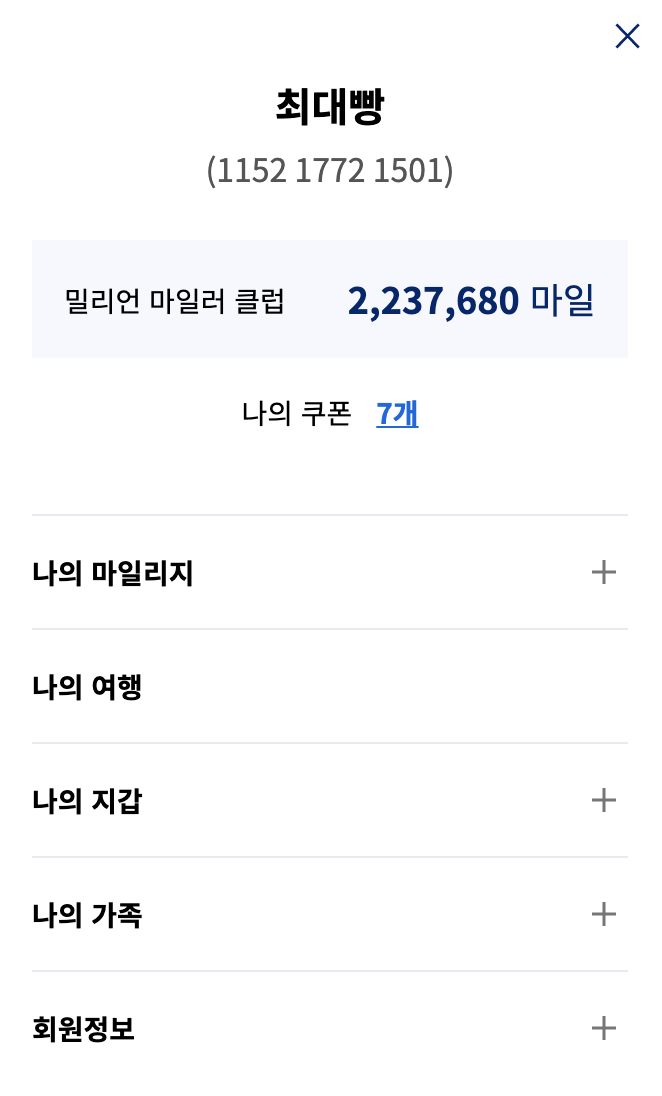 최대빵
(1152 1772 1501)
밀리언 마일러 클럽 2,237,680 마일
나의 쿠폰 7개
나의 마일리지
나의 여행
나의 지갑
나의 가족
회원정보